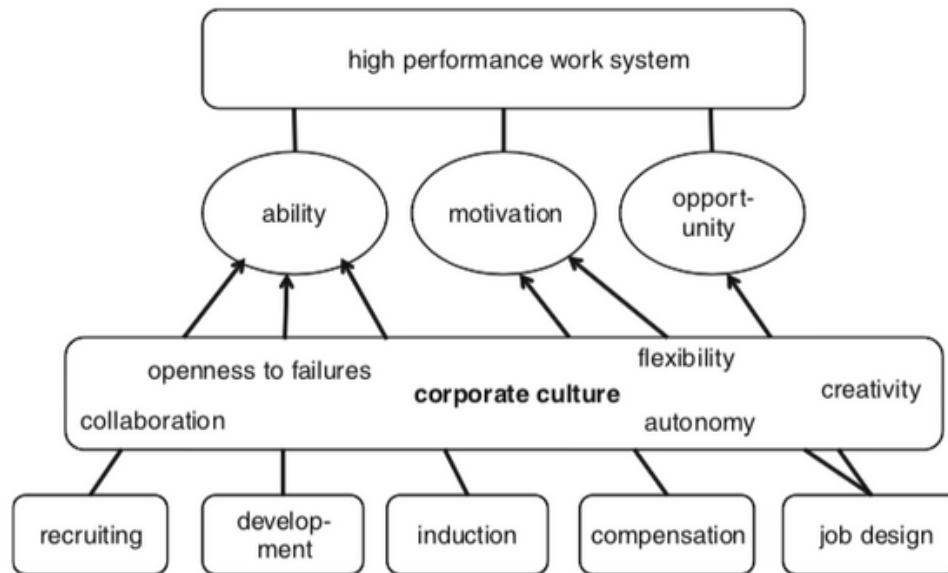 high performance work system
ability
motivation
opport-
unity
openness to failures
flexibility
corporate culture
creativity
collaboration
autonomy
recruiting
develop-
ment
induction
compensation
job design